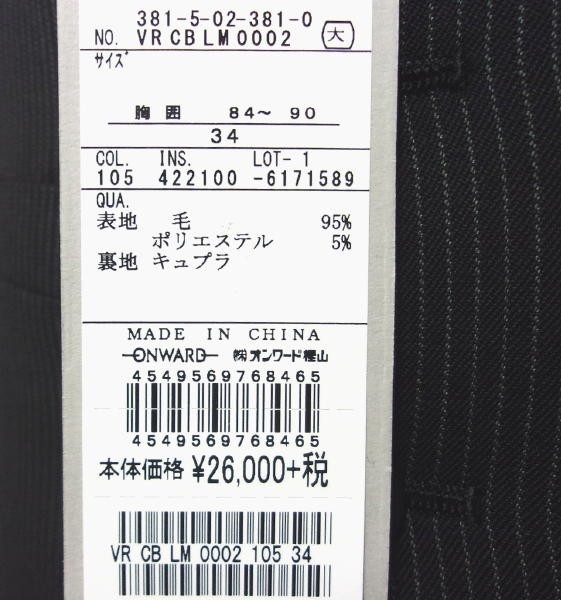 381-5-02-381-0
NO. VRCBLM0002 大
サイズ
胸囲 84〜 90
34
COL. INS. LOT- 1
105 422100 -6171589
QUA.
表地 毛 95%
ポリエステル 5%
裏地 キュプラ
MADE IN CHINA
ONWARD ㈱オンワード樫山
4549569768465
4549569768465
本体価格 ¥26,000+税
VR CB LM 0002 105 34